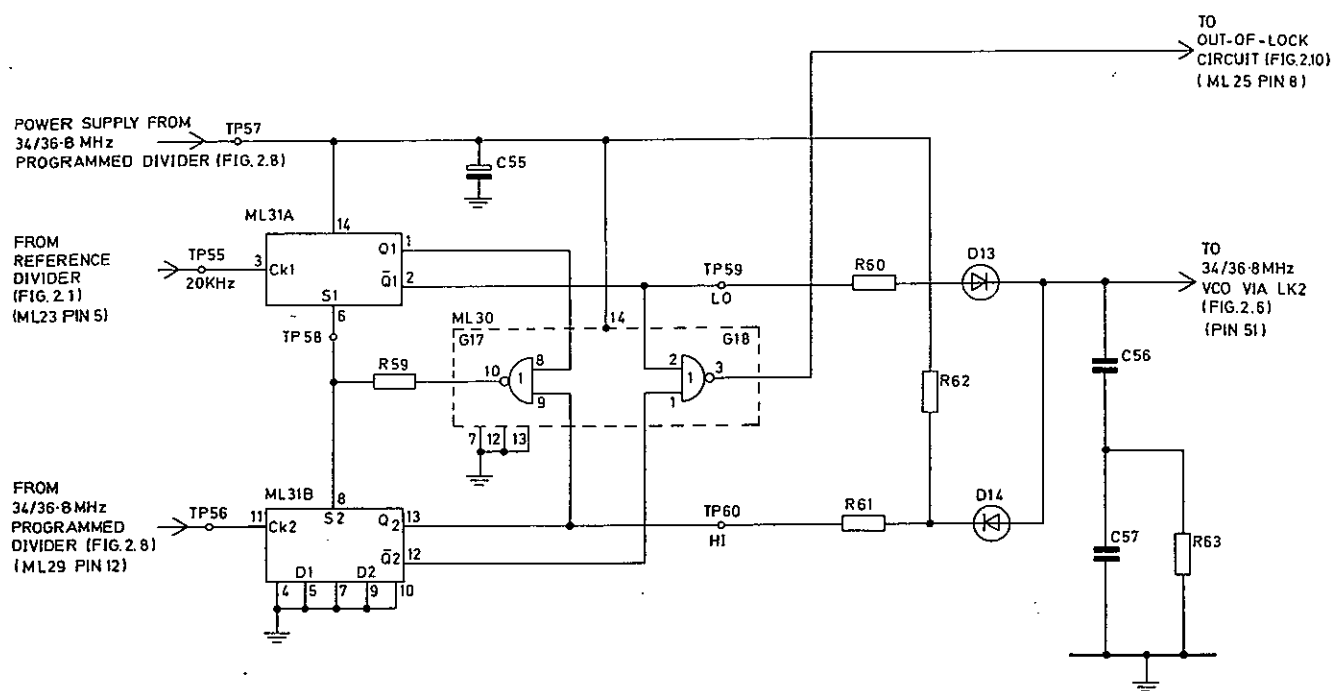 TO
OUT-OF-LOCK
CIRCUIT (FIG.2.10)
(ML25 PIN 8)
POWER SUPPLY FROM
34/36·8 MHz
PROGRAMMED DIVIDER (FIG. 2.8)
TP57
C55
ML31A
14
FROM
REFERENCE
DIVIDER
(FIG.2.1)
(ML23 PIN 5)
TP55
20KHz
3
Ck1
Q1
1
Q̄1
2
S1
6
TP58
TP59
LO
R60
D13
TO
34/36·8MHz
VCO VIA LK2
(FIG.2.6)
(PIN 51)
ML30
14
G17
G18
R59
10
1
8
9
2
1
1
3
7
12
13
R62
C56
FROM
34/36·8MHz
PROGRAMMED
DIVIDER (FIG.2.8)
(ML29 PIN 12)
TP56
11
ML31B
8
Ck2
S2
Q2
13
Q̄2
12
D1
D2
4
5
7
9
10
TP60
HI
R61
D14
C57
R63